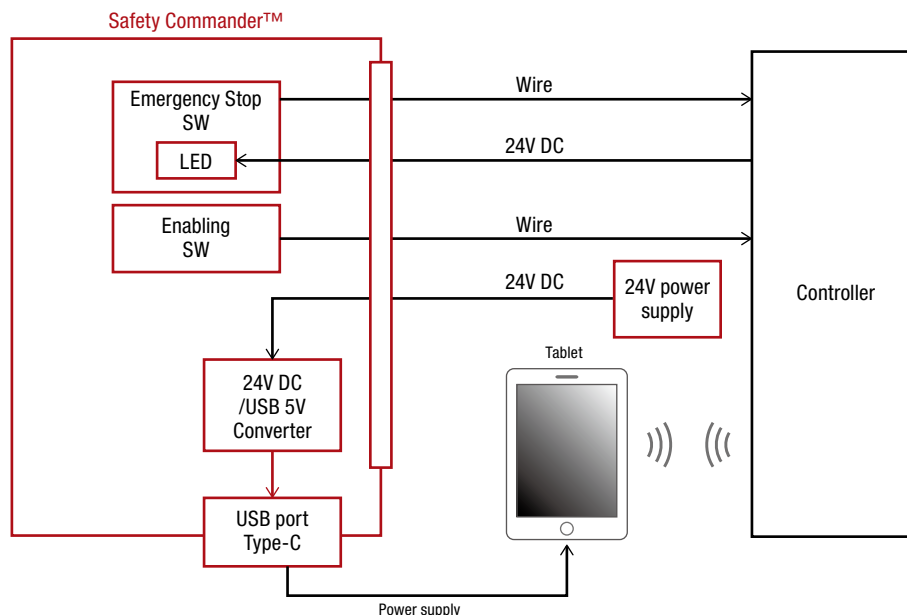 Safety Commander™
Emergency Stop
SW
LED
Wire
24V DC
Enabling
SW
Wire
24V DC
24V power
supply
Controller
Tablet
24V DC
/USB 5V
Converter
USB port
Type-C
Power supply